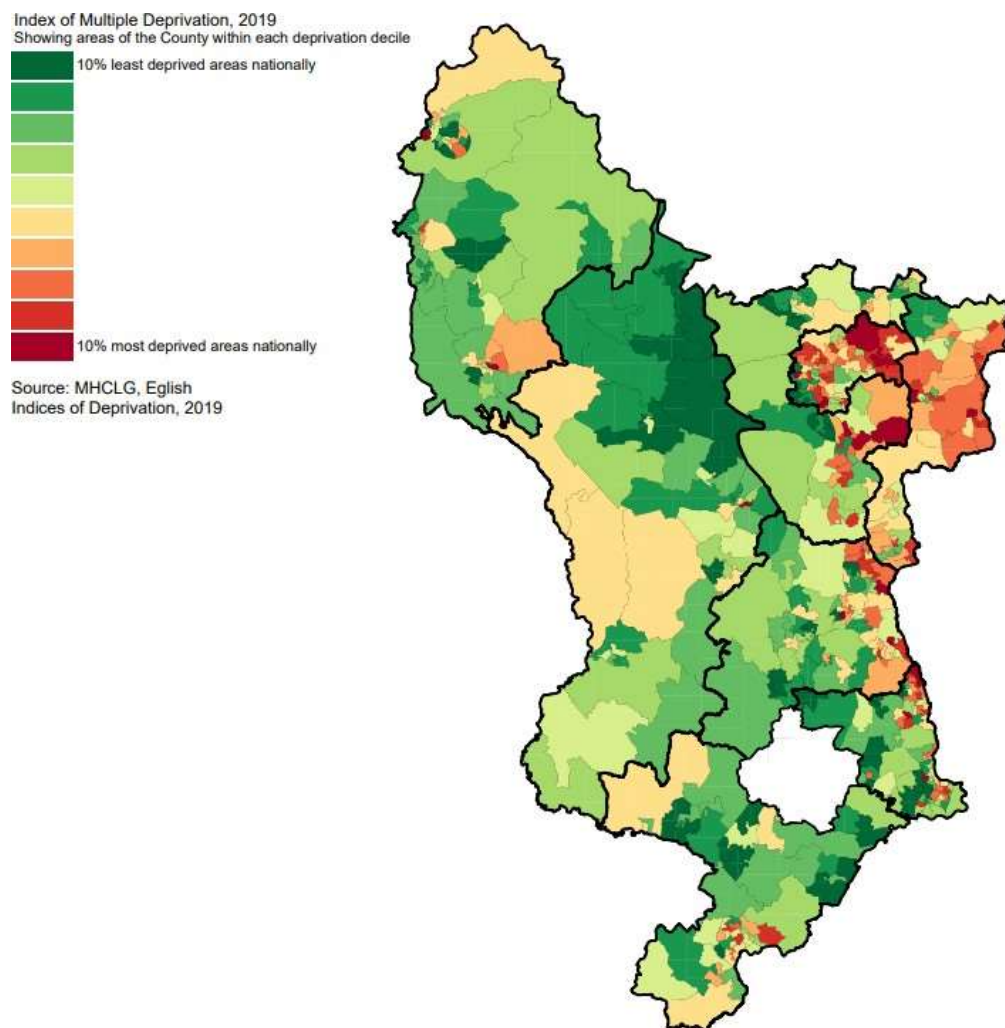 Index of Multiple Deprivation, 2019
Showing areas of the County within each deprivation decile
10% least deprived areas nationally
10% most deprived areas nationally
Source: MHCLG, Eglish
Indices of Deprivation, 2019